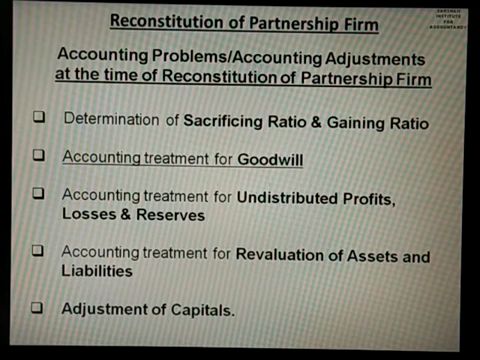 Reconstitution of Partnership Firm
INSTITUTE
FOR
Accounting Problems/Accounting Adjustments
at the time of Reconstitution of Partnership Firm
❑ Determination of Sacrificing Ratio & Gaining Ratio
❑ Accounting treatment for Goodwill
❑ Accounting treatment for Undistributed Profits,
Losses & Reserves
❑ Accounting treatment for Revaluation of Assets and
Liabilities
❑ Adjustment of Capitals.